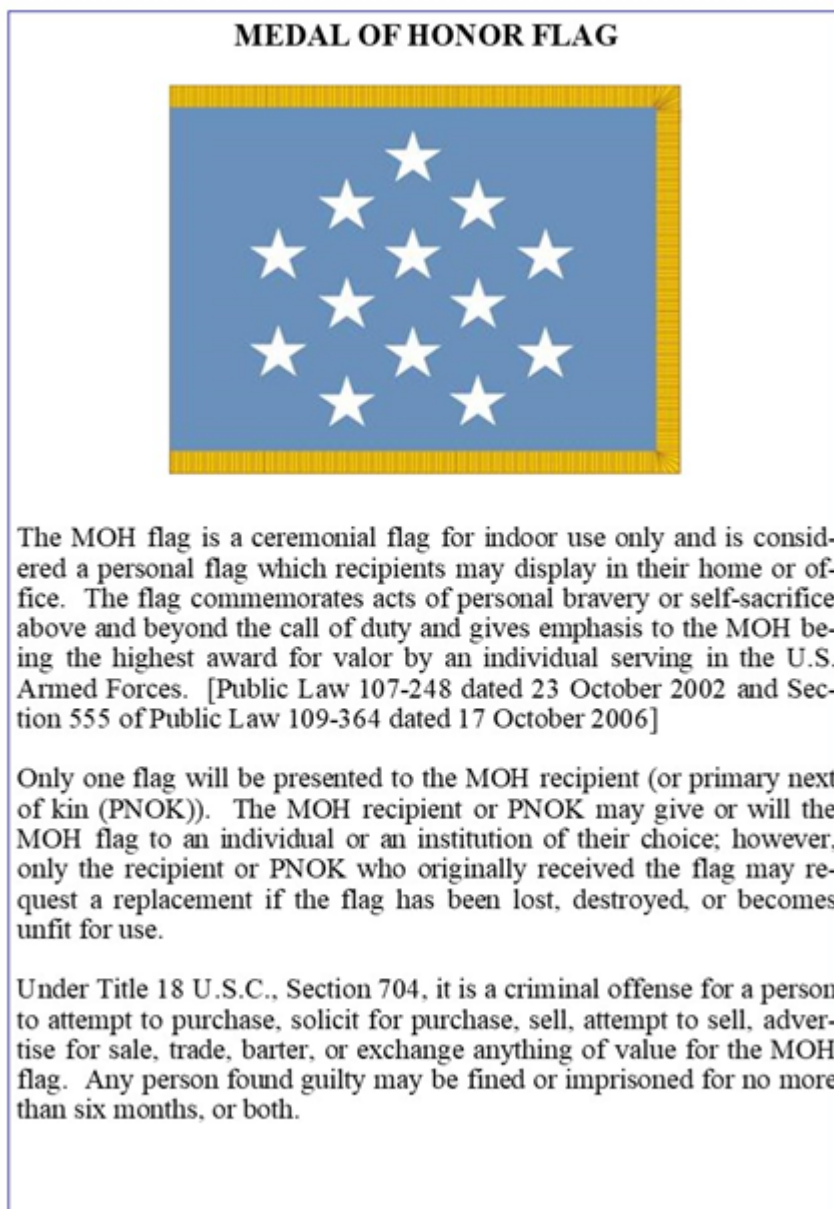 MEDAL OF HONOR FLAG
The MOH flag is a ceremonial flag for indoor use only and is consid-
ered a personal flag which recipients may display in their home or of-
fice. The flag commemorates acts of personal bravery or self-sacrifice
above and beyond the call of duty and gives emphasis to the MOH be-
ing the highest award for valor by an individual serving in the U.S.
Armed Forces. [Public Law 107-248 dated 23 October 2002 and Sec-
tion 555 of Public Law 109-364 dated 17 October 2006]
Only one flag will be presented to the MOH recipient (or primary next
of kin (PNOK)). The MOH recipient or PNOK may give or will the
MOH flag to an individual or an institution of their choice; however,
only the recipient or PNOK who originally received the flag may re-
quest a replacement if the flag has been lost, destroyed, or becomes
unfit for use.
Under Title 18 U.S.C., Section 704, it is a criminal offense for a person
to attempt to purchase, solicit for purchase, sell, attempt to sell, adver-
tise for sale, trade, barter, or exchange anything of value for the MOH
flag. Any person found guilty may be fined or imprisoned for no more
than six months, or both.